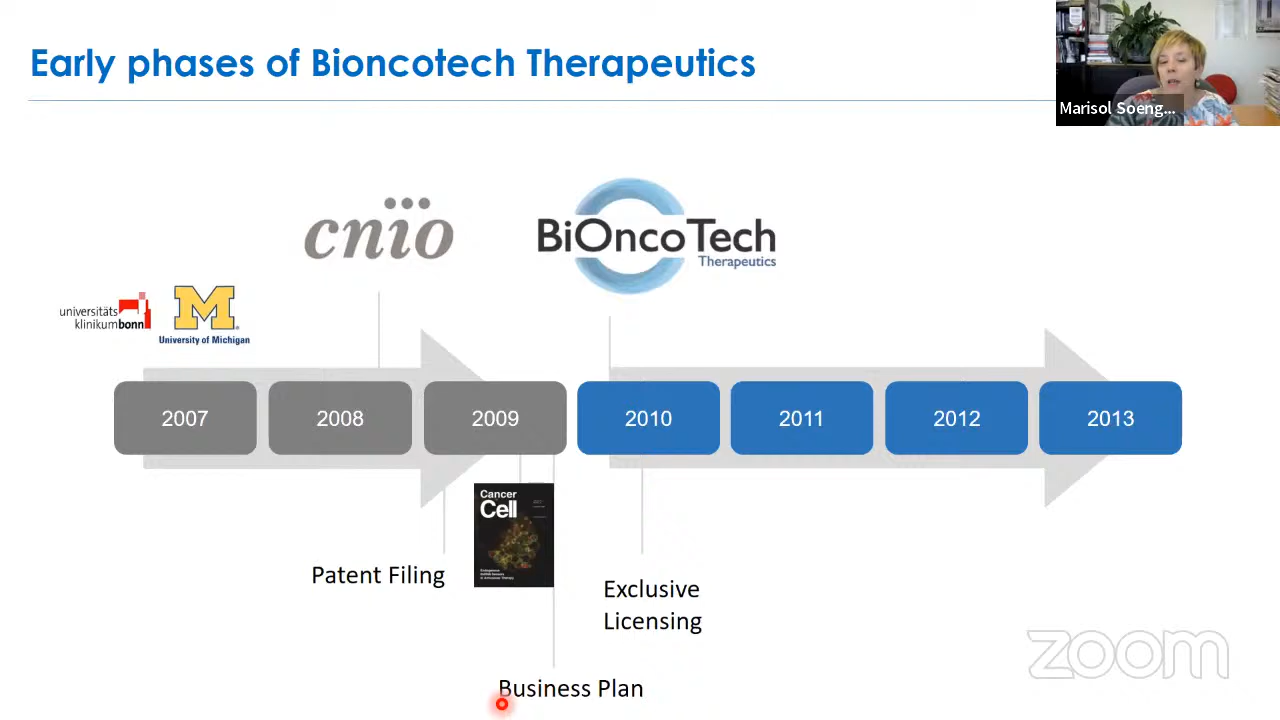 Early phases of Bioncotech Therapeutics
Marisol Soeng...
cnio
BiOncoTech
Therapeutics
universitäts
klinikumbonn
M
University of Michigan
2007
2008
2009
2010
2011
2012
2013
Cancer
Cell
Patent Filing
Exclusive
Licensing
Business Plan
zoom